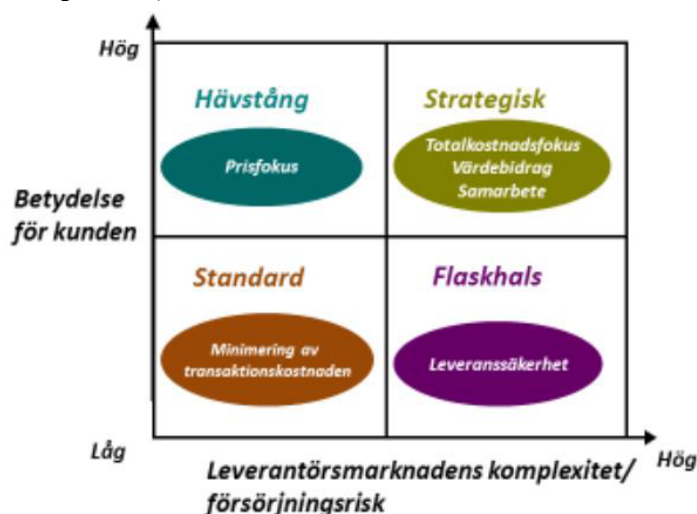 Hög
Hävstång
Strategisk
Prisfokus
Totalkostnadsfokus
Värdebidrag
Samarbete
Betydelse
för kunden
Standard
Flaskhals
Minimering av
transaktionskostnaden
Leveranssäkerhet
Låg
Leverantörsmarknadens komplexitet/
försörjningsrisk
Hög